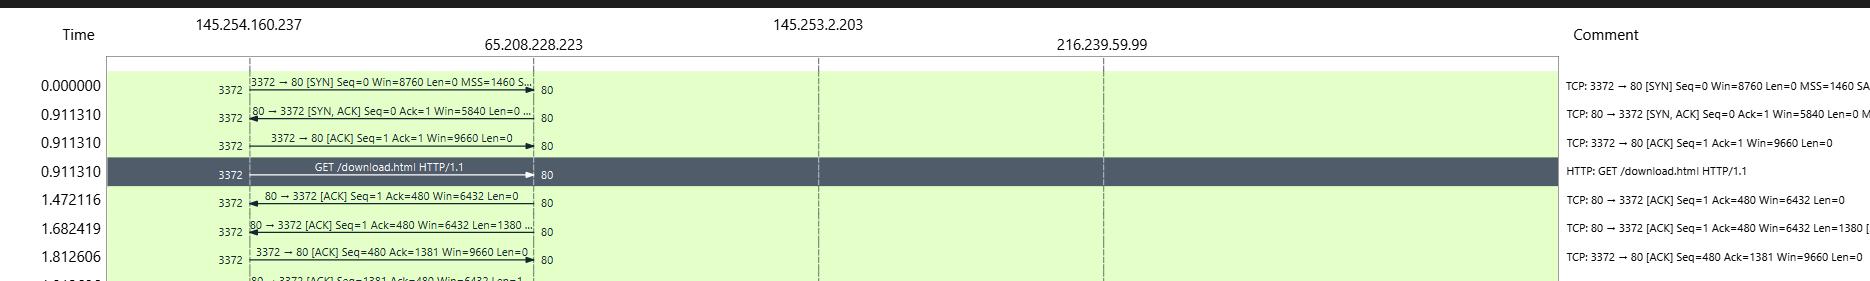 145.254.160.237 145.253.2.203
Time 65.208.228.223 216.239.59.99 Comment
0.000000 3372 3372 → 80 [SYN] Seq=0 Win=8760 Len=0 MSS=1460 S... 80 TCP: 3372 → 80 [SYN] Seq=0 Win=8760 Len=0 MSS=1460 SA
0.911310 3372 80 → 3372 [SYN, ACK] Seq=0 Ack=1 Win=5840 Len=0 ... 80 TCP: 80 → 3372 [SYN, ACK] Seq=0 Ack=1 Win=5840 Len=0 M
0.911310 3372 3372 → 80 [ACK] Seq=1 Ack=1 Win=9660 Len=0 80 TCP: 3372 → 80 [ACK] Seq=1 Ack=1 Win=9660 Len=0
0.911310 3372 GET /download.html HTTP/1.1 80 HTTP: GET /download.html HTTP/1.1
1.472116 3372 80 → 3372 [ACK] Seq=1 Ack=480 Win=6432 Len=0 80 TCP: 80 → 3372 [ACK] Seq=1 Ack=480 Win=6432 Len=0
1.682419 3372 80 → 3372 [ACK] Seq=1 Ack=480 Win=6432 Len=1380 ... 80 TCP: 80 → 3372 [ACK] Seq=1 Ack=480 Win=6432 Len=1380 [
1.812606 3372 3372 → 80 [ACK] Seq=480 Ack=1381 Win=9660 Len=0 80 TCP: 3372 → 80 [ACK] Seq=480 Ack=1381 Win=9660 Len=0
80 → 3372 [ACK] Seq=1381 Ack=480 Win=6432